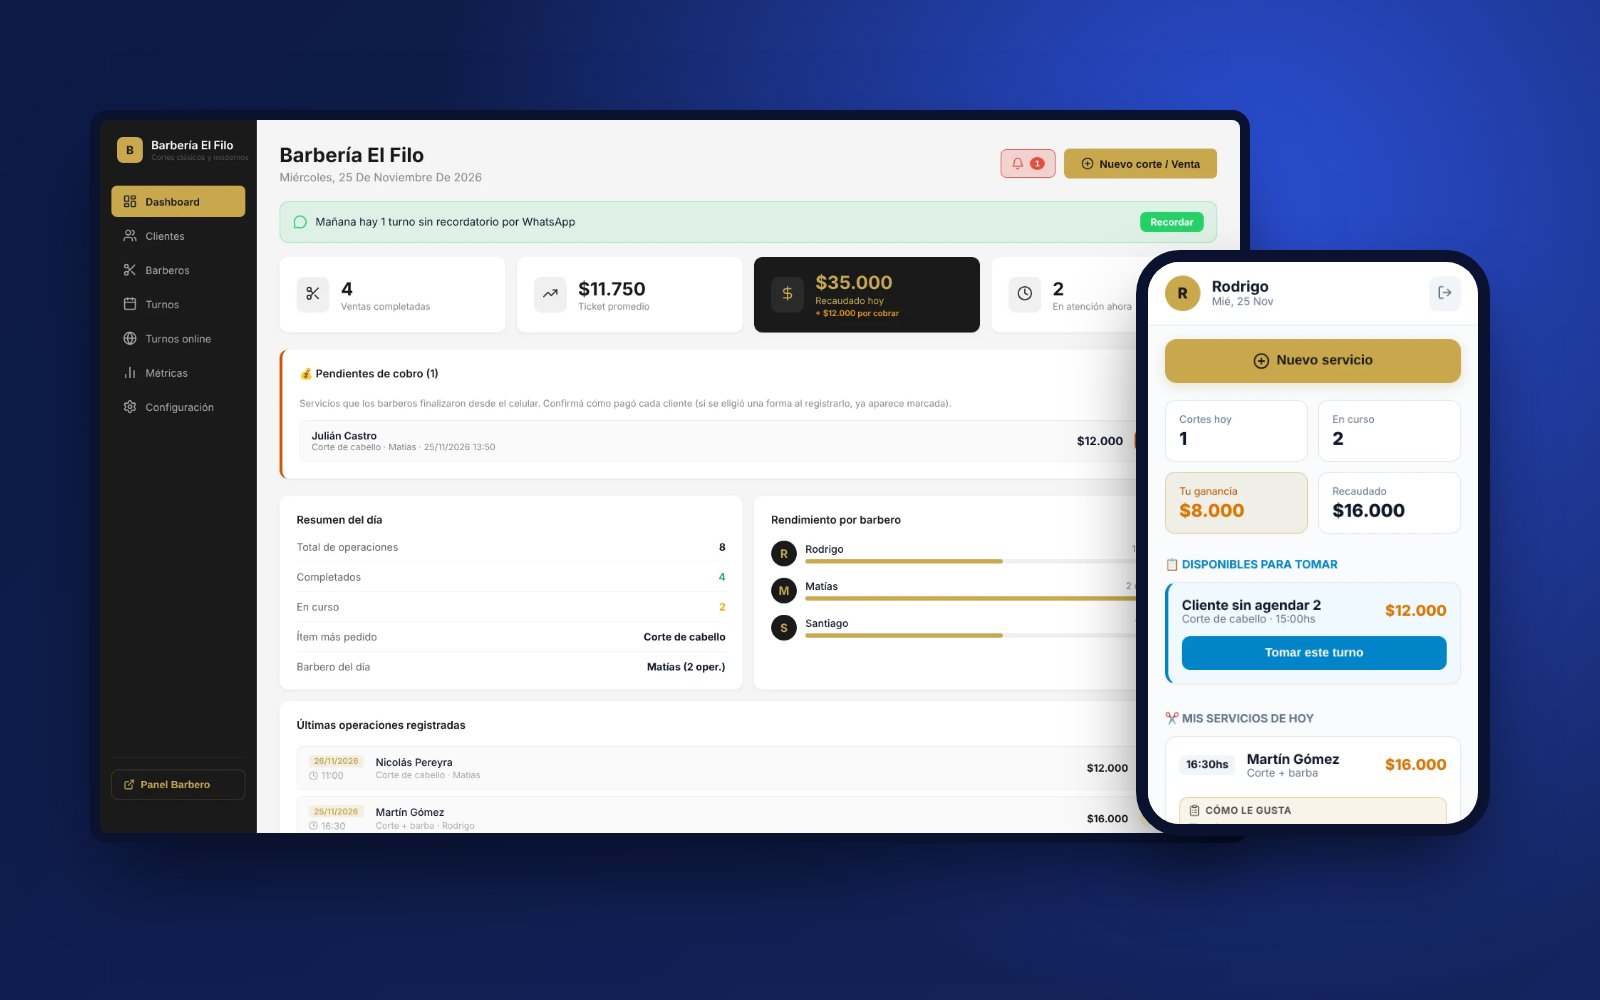 B
Barbería El Filo
Cortes clásicos y modernos
Dashboard
Clientes
Barberos
Turnos
Turnos online
Métricas
Configuración
Panel Barbero
Barbería El Filo
Miércoles, 25 De Noviembre De 2026
1
Nuevo corte / Venta
Mañana hay 1 turno sin recordatorio por WhatsApp
Recordar
4
Ventas completadas
$11.750
Ticket promedio
$35.000
Recaudado hoy
+ $12.000 por cobrar
2
En atención ahora
Pendientes de cobro (1)
Servicios que los barberos finalizaron desde el celular. Confirmá cómo pagó cada cliente (si se eligió una forma al registrarlo, ya aparece marcada).
Julián Castro
Corte de cabello · Matías · 25/11/2026 13:50
$12.000
Resumen del día
Total de operaciones 8
Completados 4
En curso 2
Ítem más pedido Corte de cabello
Barbero del día Matías (2 oper.)
Rendimiento por barbero
R
Rodrigo
M
Matías
2
S
Santiago
Últimas operaciones registradas
26/11/2026
11:00
Nicolás Pereyra
Corte de cabello · Matías
$12.000
25/11/2026
16:30
Martín Gómez
Corte + barba · Rodrigo
$16.000
R
Rodrigo
Mié, 25 Nov
Nuevo servicio
Cortes hoy
1
En curso
2
Tu ganancia
$8.000
Recaudado
$16.000
DISPONIBLES PARA TOMAR
Cliente sin agendar 2
Corte de cabello · 15:00hs
$12.000
Tomar este turno
MIS SERVICIOS DE HOY
16:30hs
Martín Gómez
Corte + barba
$16.000
CÓMO LE GUSTA